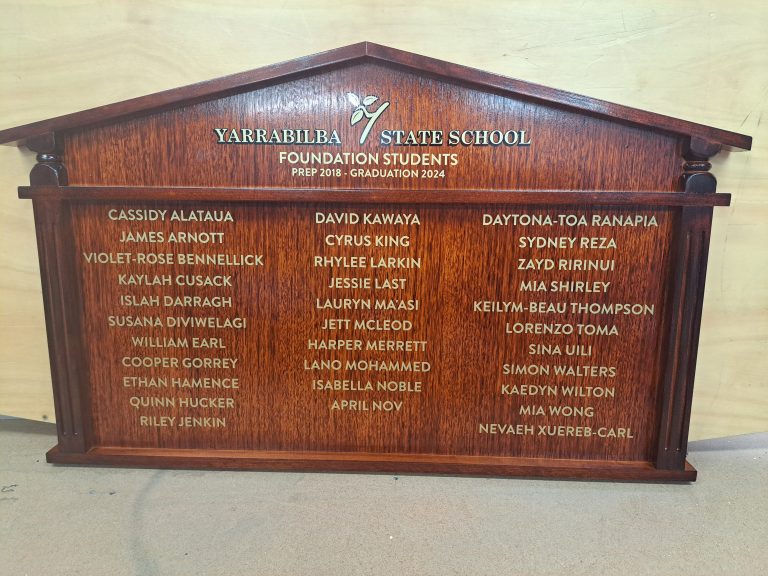 YARRABILBA STATE SCHOOL
FOUNDATION STUDENTS
PREP 2018 - GRADUATION 2024
CASSIDY ALATAUA
JAMES ARNOTT
VIOLET-ROSE BENNELLICK
KAYLAH CUSACK
ISLAH DARRAGH
SUSANA DIVIWELAGI
WILLIAM EARL
COOPER GORREY
ETHAN HAMENCE
QUINN HUCKER
RILEY JENKIN
DAVID KAWAYA
CYRUS KING
RHYLEE LARKIN
JESSIE LAST
LAURYN MA'ASI
JETT MCLEOD
HARPER MERRETT
LANO MOHAMMED
ISABELLA NOBLE
APRIL NOV
DAYTONA-TOA RANAPIA
SYDNEY REZA
ZAYD RIRINUI
MIA SHIRLEY
KEILYM-BEAU THOMPSON
LORENZO TOMA
SINA UILI
SIMON WALTERS
KAEDYN WILTON
MIA WONG
NEVAEH XUEREB-CARL